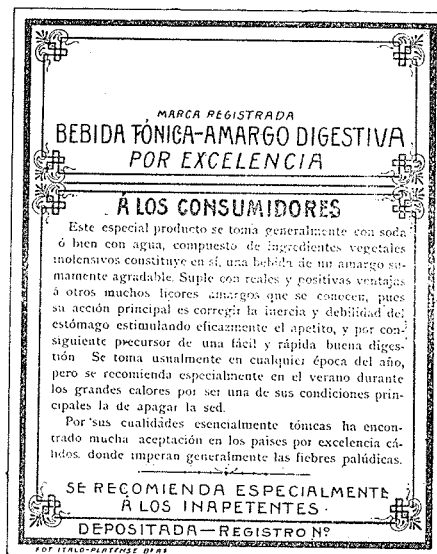 MARCA REGISTRADA
BEBIDA TÓNICA-AMARGO DIGESTIVA
POR EXCELENCIA
Á LOS CONSUMIDORES
Este especial producto se toma generalmente con soda
ó bien con agua, compuesto de ingredientes vegetales
inofensivos constituye en sí, una bebida de un amargo su-
mamente agradable. Suple con reales y positivas ventajas
á otros muchos licores amargos que se conocen, pues
su acción principal es corregir la inercia y debilidad del
estómago estimulando eficazmente el apetito, y por con-
siguiente precursor de una fácil y rápida buena diges-
tión Se toma usualmente en cualquier época del año,
pero se recomienda especialmente en el verano durante
los grandes calores por ser una de sus condiciones prin-
cipales la de apagar la sed.
Por sus cualidades esencialmente tónicas ha encon-
trado mucha aceptación en los paises por excelencia cá-
lidos, donde imperan generalmente las fiebres palúdicas.
SE RECOMIENDA ESPECIALMENTE
Á LOS INAPETENTES
DEPOSITADA—REGISTRO Nº
FOT ITALO-PLATENSE Bº As